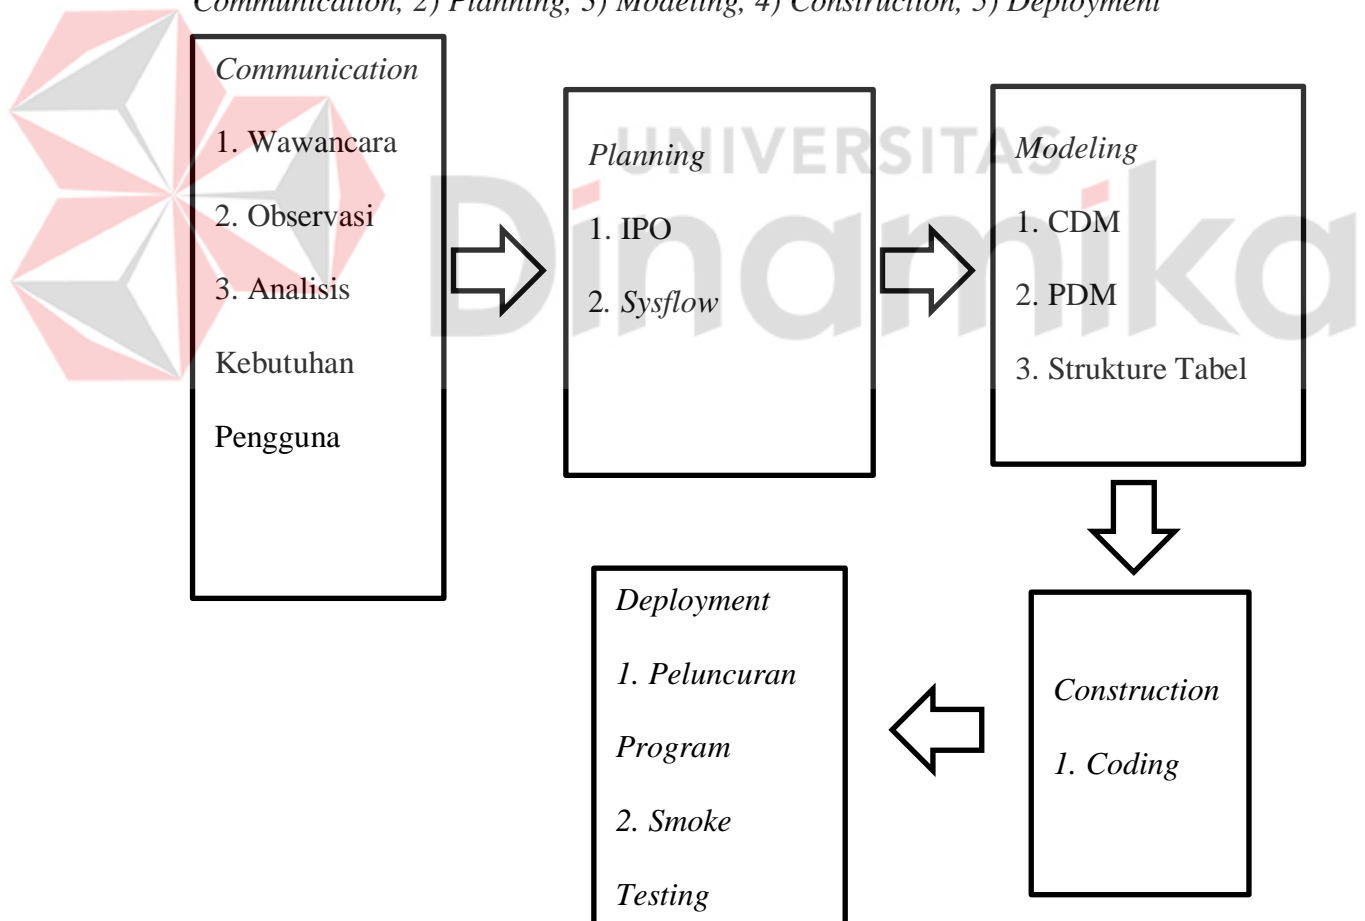 Communication, 2) Planning, 3) Modeling, 4) Construction, 5) Deployment
Communication
1. Wawancara
2. Observasi
3. Analisis
Kebutuhan
Pengguna
Planning
1. IPO
2. Sysflow
Modeling
1. CDM
2. PDM
3. Strukture Tabel
Construction
1. Coding
Deployment
1. Peluncuran
Program
2. Smoke
Testing
UNIVERSITAS
Dinamika